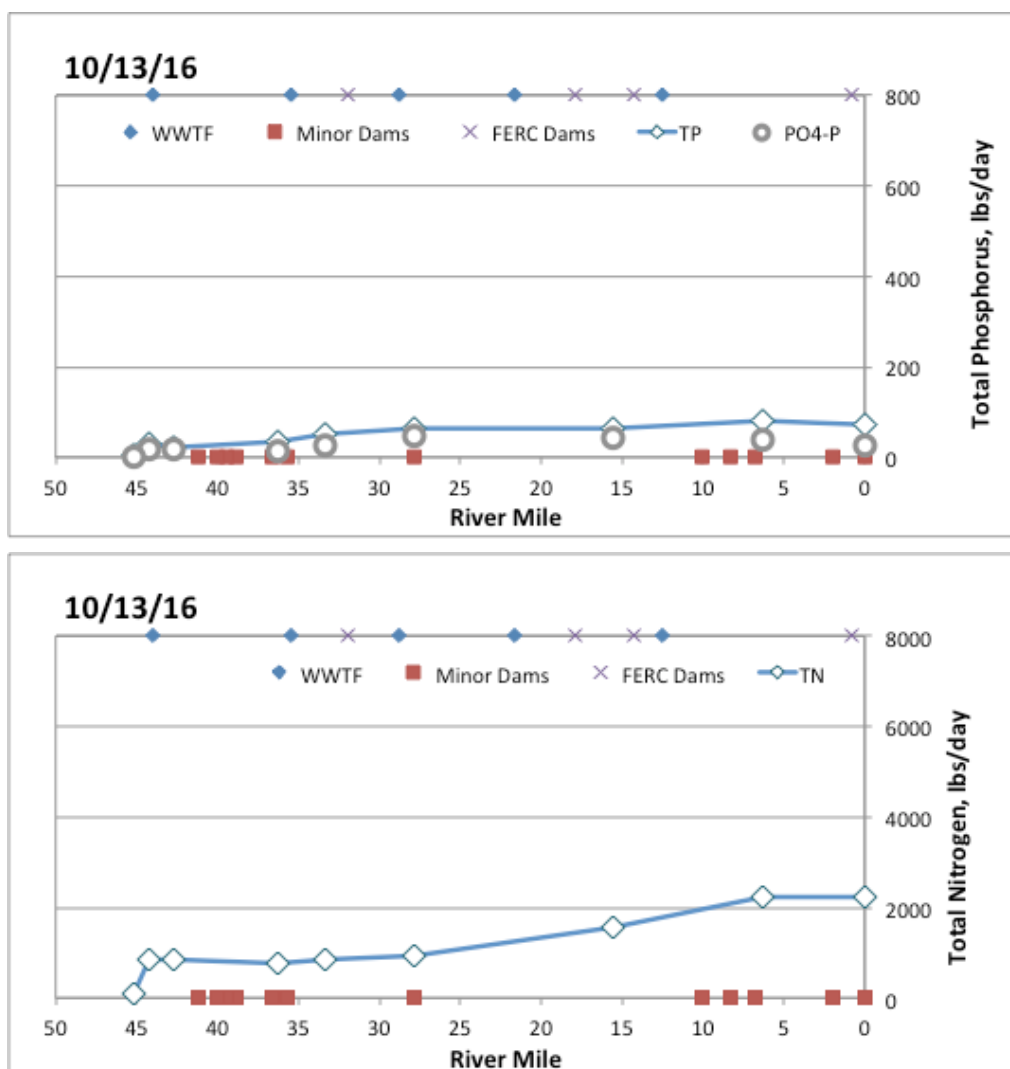 10/13/16
800
WWTF Minor Dams FERC Dams TP PO4-P
600
400
200
0
Total Phosphorus, lbs/day
50 45 40 35 30 25 20 15 10 5 0
River Mile
10/13/16
8000
WWTF Minor Dams FERC Dams TN
6000
4000
2000
0
Total Nitrogen, lbs/day
50 45 40 35 30 25 20 15 10 5 0
River Mile